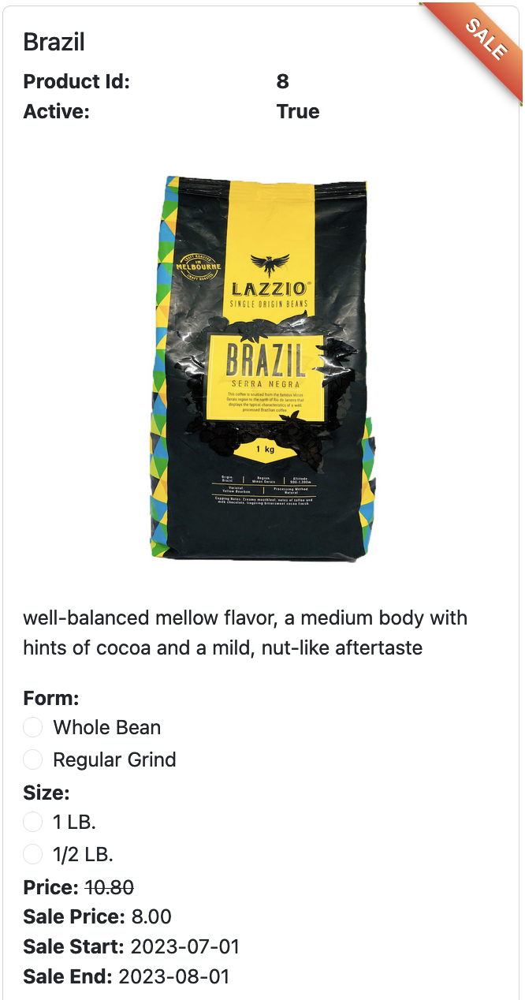 SALE
Brazil
Product Id: 8
Active: True
CRAFT ROASTED
IN
MELBOURNE
CRAFT ROASTED
LAZZIO®
SINGLE ORIGIN BEANS
BRAZIL
SERRA NEGRA
This coffee is sourced from the famous Minas
Gerais region to the north of Rio de Janeiro that
displays the typical characteristics of a well
processed Brazilian coffee
1 kg
Origin: Region: Altitude:
Brazil Minas Gerais 900-1,300m
Varietal: Processing Method:
Yellow Bourbon Natural
Cupping Notes: Creamy mouthfeel, notes of toffee and
milk chocolate, lingering bittersweet cocoa finish
well-balanced mellow flavor, a medium body with
hints of cocoa and a mild, nut-like aftertaste
Form:
Whole Bean
Regular Grind
Size:
1 LB.
1/2 LB.
Price: 10.80
Sale Price: 8.00
Sale Start: 2023-07-01
Sale End: 2023-08-01